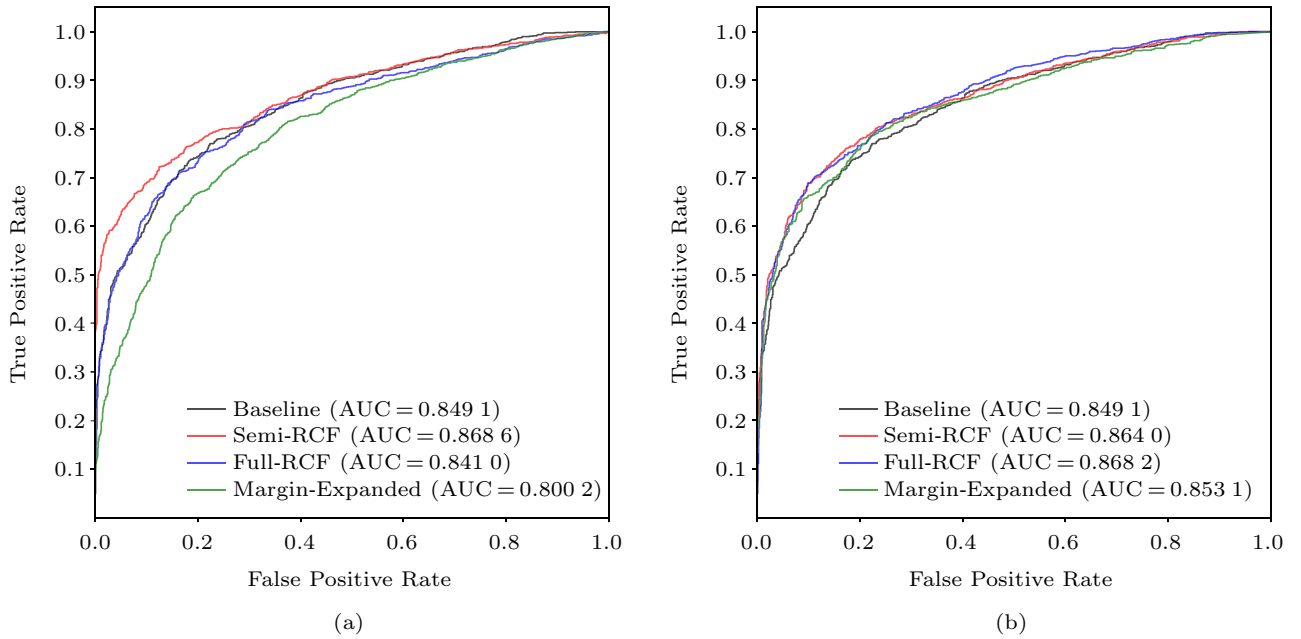 1.0
0.9
0.8
0.7
0.6
0.5
0.4
0.3
0.2
0.1
True Positive Rate
Baseline (AUC = 0.849 1)
Semi-RCF (AUC = 0.868 6)
Full-RCF (AUC = 0.841 0)
Margin-Expanded (AUC = 0.800 2)
0.0 0.2 0.4 0.6 0.8 1.0
False Positive Rate
(a)
1.0
0.9
0.8
0.7
0.6
0.5
0.4
0.3
0.2
0.1
True Positive Rate
Baseline (AUC = 0.849 1)
Semi-RCF (AUC = 0.864 0)
Full-RCF (AUC = 0.868 2)
Margin-Expanded (AUC = 0.853 1)
0.0 0.2 0.4 0.6 0.8 1.0
False Positive Rate
(b)